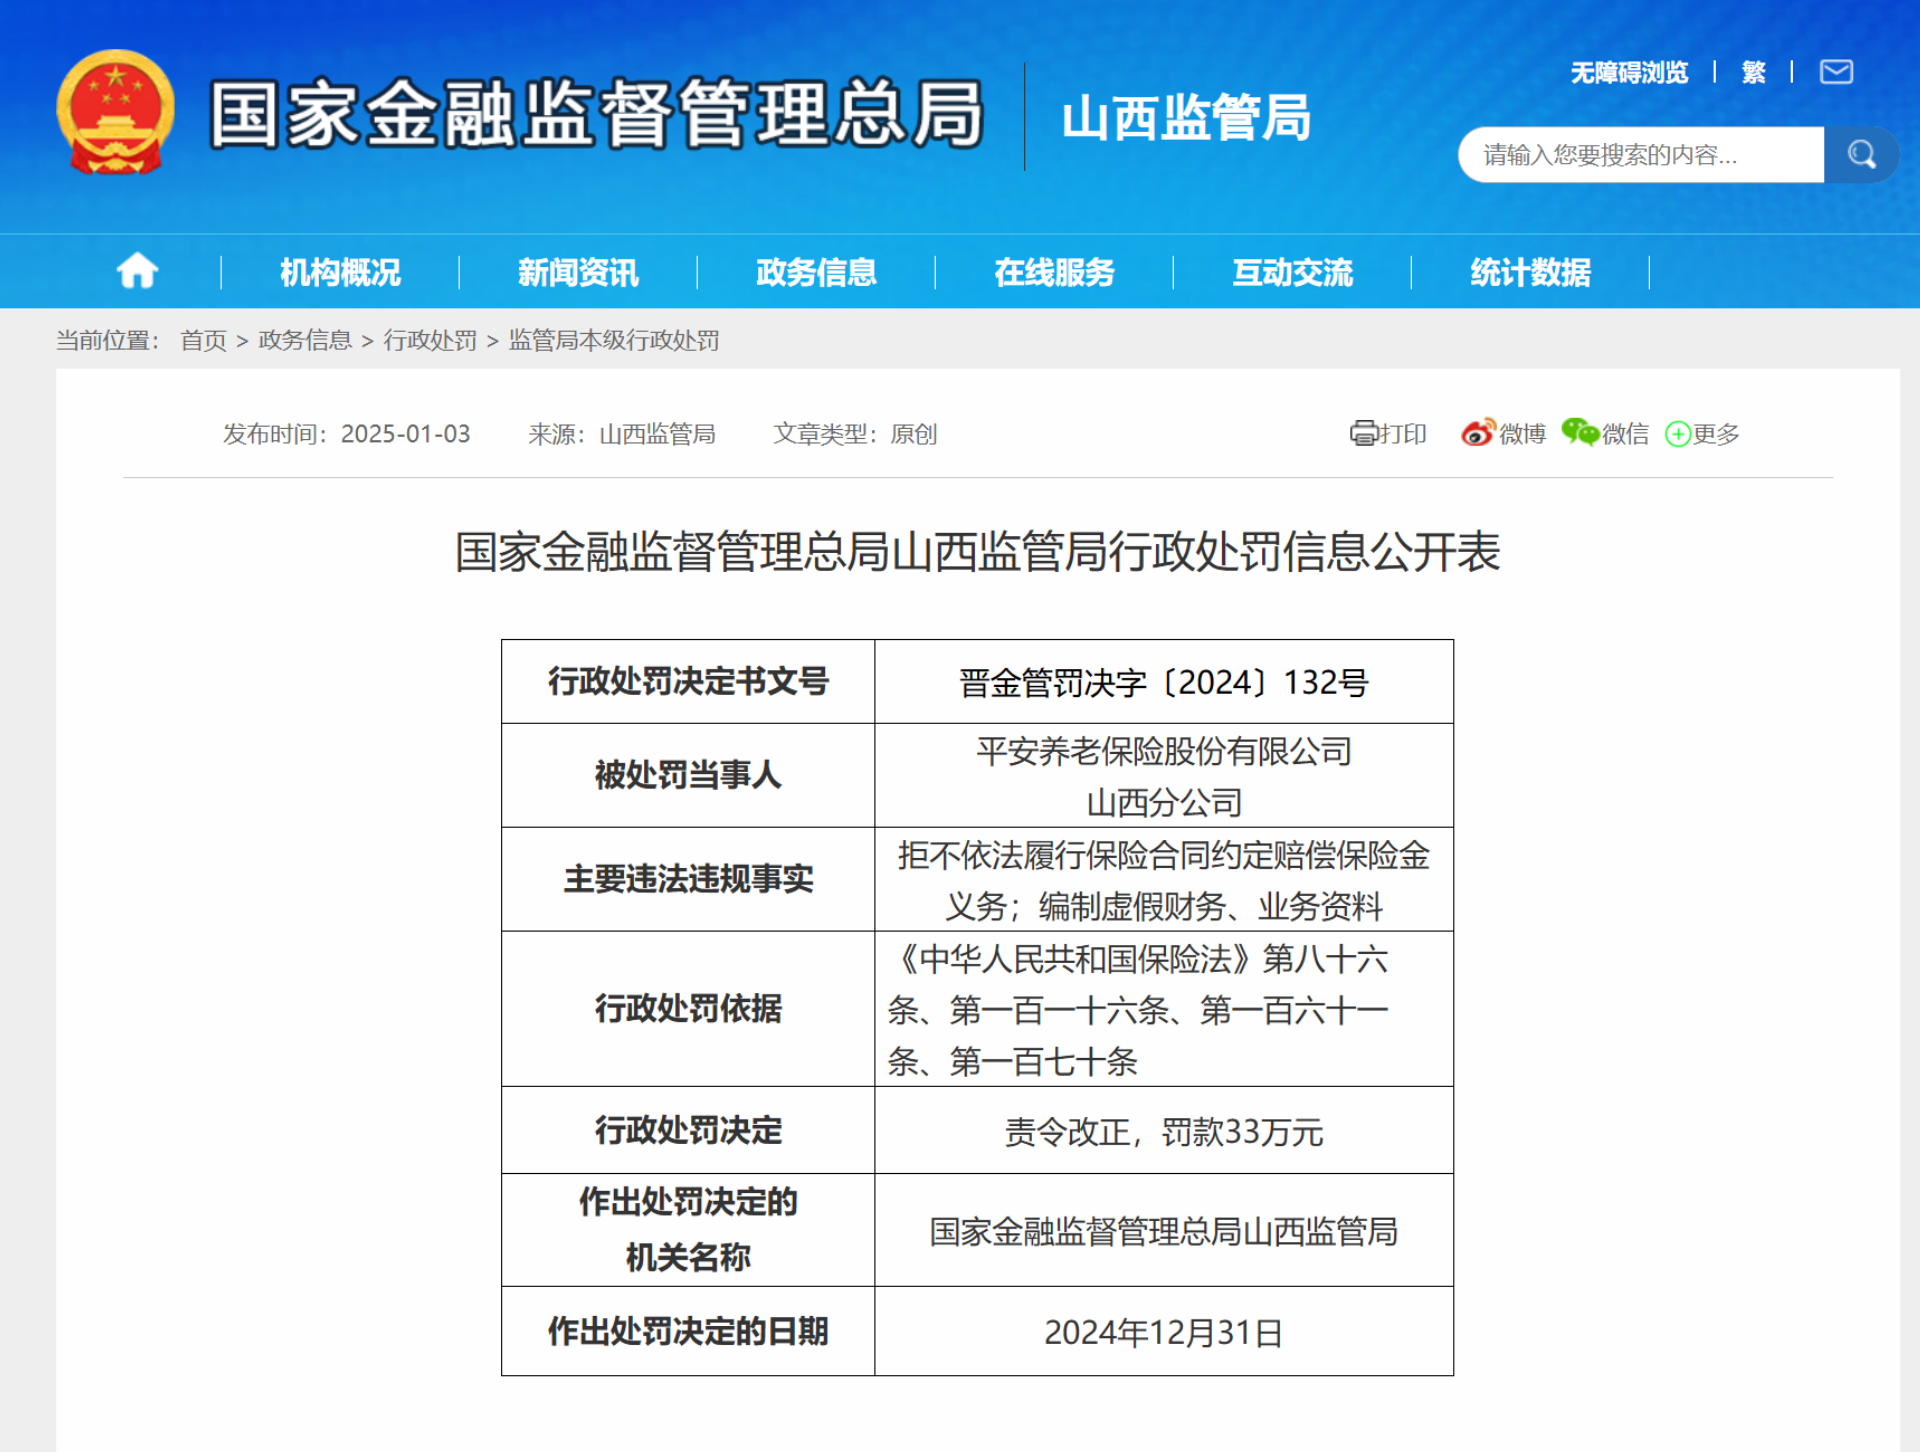 国家金融监督管理总局
山西监管局
无障碍浏览 | 繁 |
请输入您要搜索的内容...
机构概况
新闻资讯
政务信息
在线服务
互动交流
统计数据
当前位置: 首页 > 政务信息 > 行政处罚 > 监管局本级行政处罚
发布时间：2025-01-03 来源：山西监管局 文章类型：原创
打印 微博 微信 更多
国家金融监督管理总局山西监管局行政处罚信息公开表
行政处罚决定书文号
晋金管罚决字〔2024〕132号
被处罚当事人
平安养老保险股份有限公司
山西分公司
主要违法违规事实
拒不依法履行保险合同约定赔偿保险金
义务；编制虚假财务、业务资料
行政处罚依据
《中华人民共和国保险法》第八十六
条、第一百一十六条、第一百六十一
条、第一百七十条
行政处罚决定
责令改正，罚款33万元
作出处罚决定的
机关名称
国家金融监督管理总局山西监管局
作出处罚决定的日期
2024年12月31日